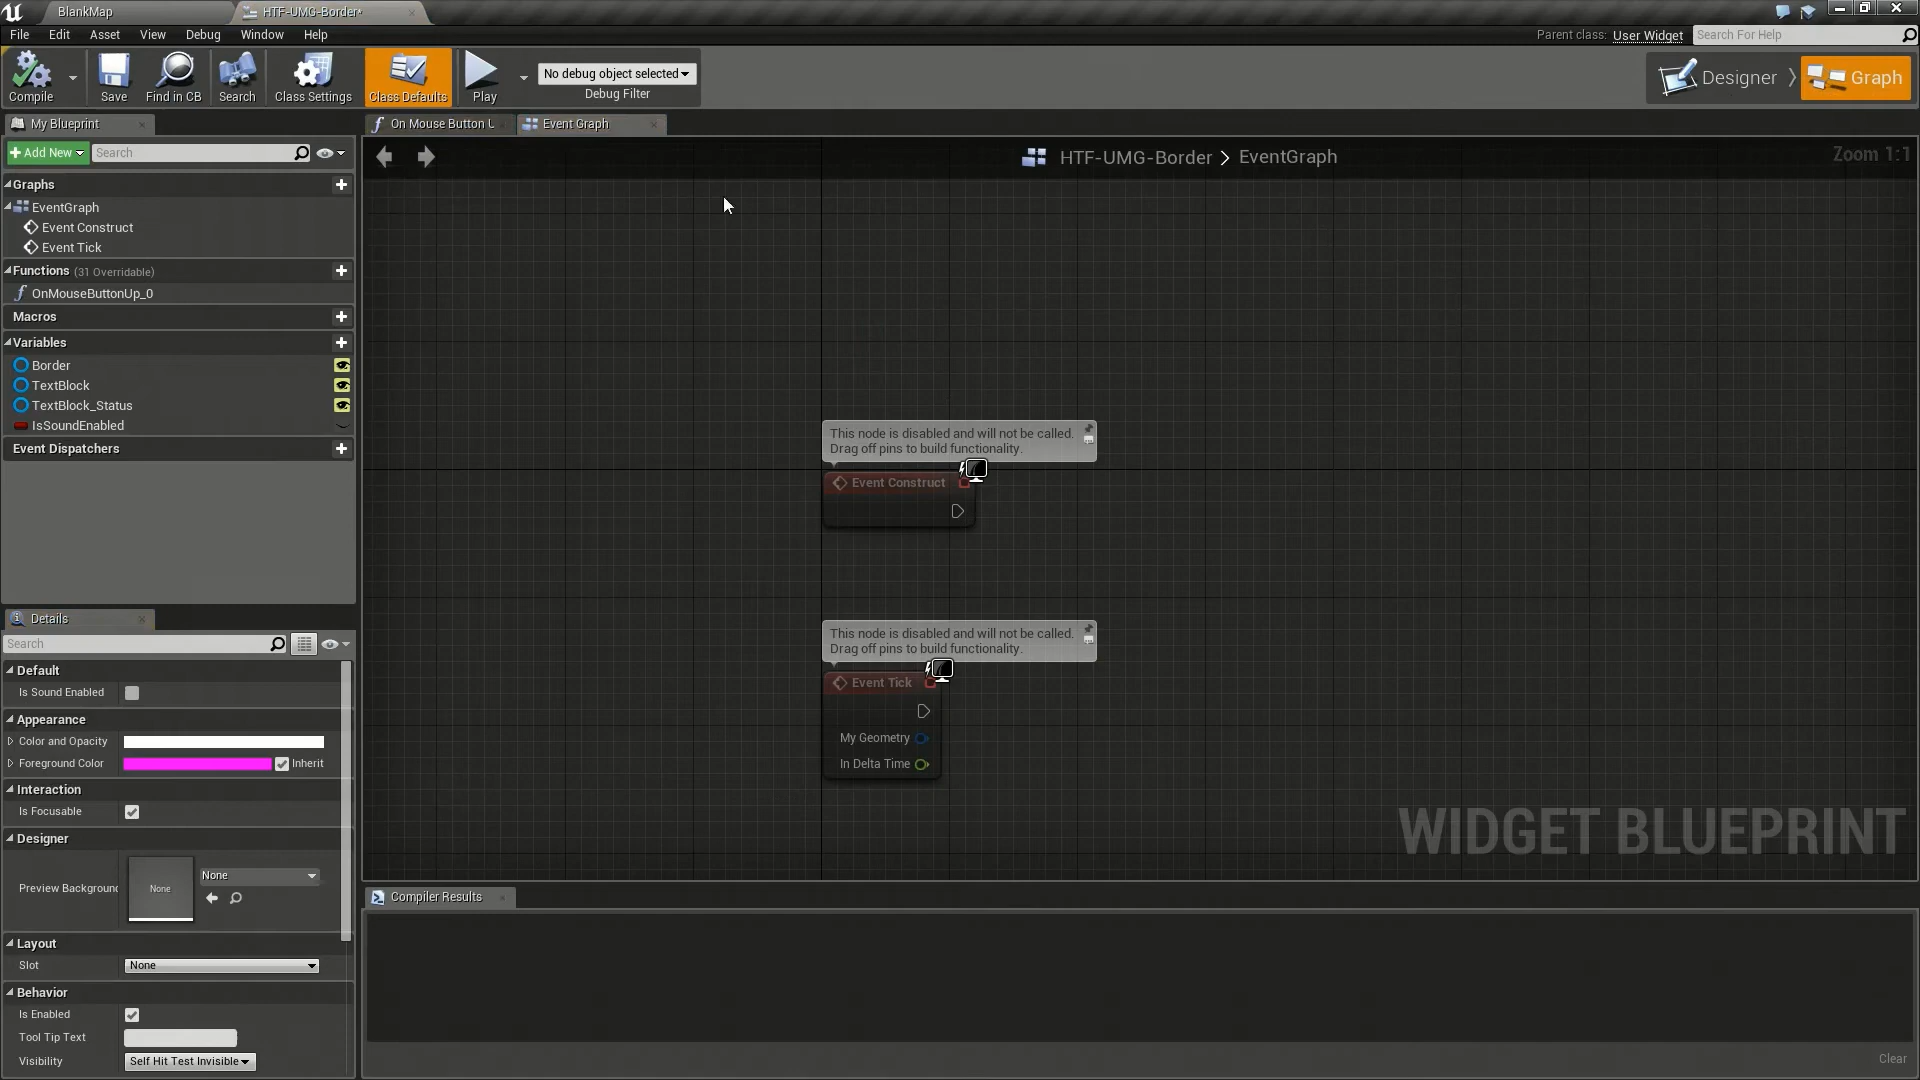 BlankMap
HTF-UMG-Border*
File Edit Asset View Debug Window Help
Parent class: User Widget
Search For Help
Compile
Save
Find in CB
Search
Class Settings
Class Defaults
Play
No debug object selected
Debug Filter
Designer
Graph
My Blueprint
On Mouse Button U
Event Graph
+ Add New
Search
HTF-UMG-Border > EventGraph
Zoom 1:1
Graphs
EventGraph
Event Construct
Event Tick
Functions (31 Overridable)
OnMouseButtonUp_0
Macros
Variables
Border
TextBlock
TextBlock_Status
IsSoundEnabled
Event Dispatchers
This node is disabled and will not be called.
Drag off pins to build functionality.
Event Construct
This node is disabled and will not be called.
Drag off pins to build functionality.
Event Tick
My Geometry
In Delta Time
WIDGET BLUEPRINT
Details
Search
Default
Is Sound Enabled
Appearance
Color and Opacity
Foreground Color
Inherit
Interaction
Is Focusable
Designer
Preview Background
None
None
Layout
Slot
None
Behavior
Is Enabled
Tool Tip Text
Visibility
Self Hit Test Invisible
Compiler Results
Clear